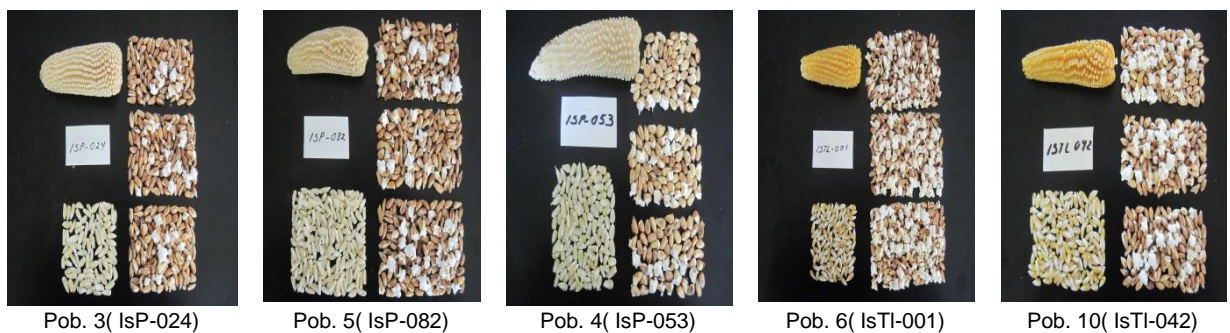 ISP-024
ISP-082
ISP-053
ISTL-001
ISTL 042
Pob. 3( IsP-024)
Pob. 5( IsP-082)
Pob. 4( IsP-053)
Pob. 6( IsTl-001)
Pob. 10( IsTl-042)